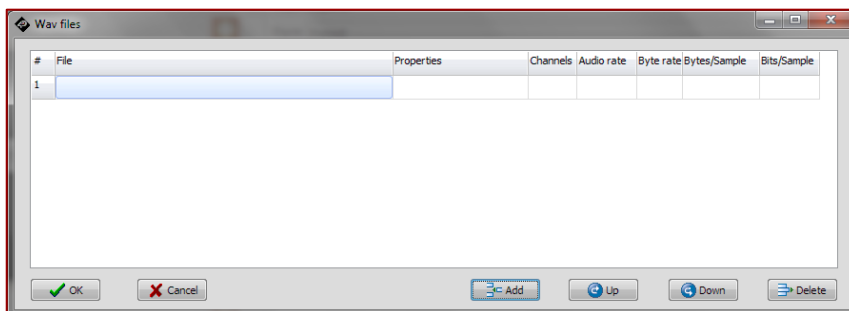 Wav files
# File Properties Channels Audio rate Byte rate Bytes/Sample Bits/Sample
1
OK Cancel Add Up Down Delete